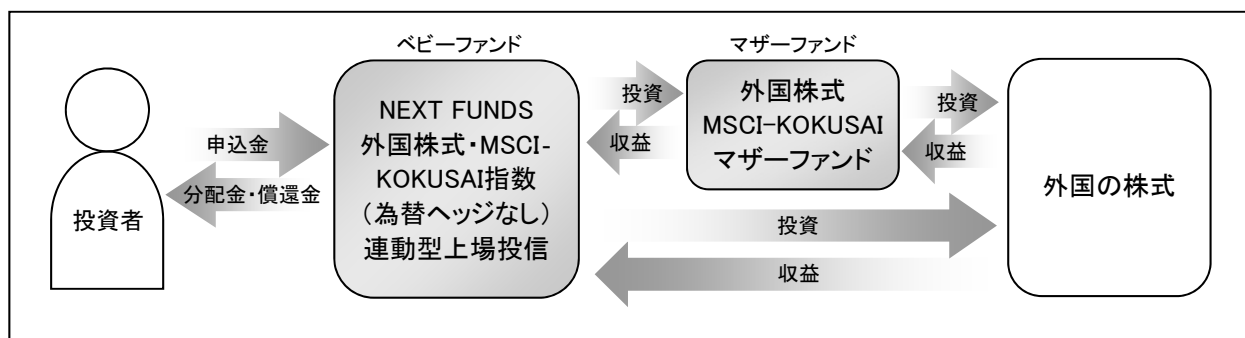 ベビーファンド
マザーファンド
投資者
申込金
分配金・償還金
NEXT FUNDS
外国株式・MSCI-
KOKUSAI指数
（為替ヘッジなし）
連動型上場投信
投資
収益
外国株式
MSCI-KOKUSAI
マザーファンド
投資
収益
投資
収益
外国の株式